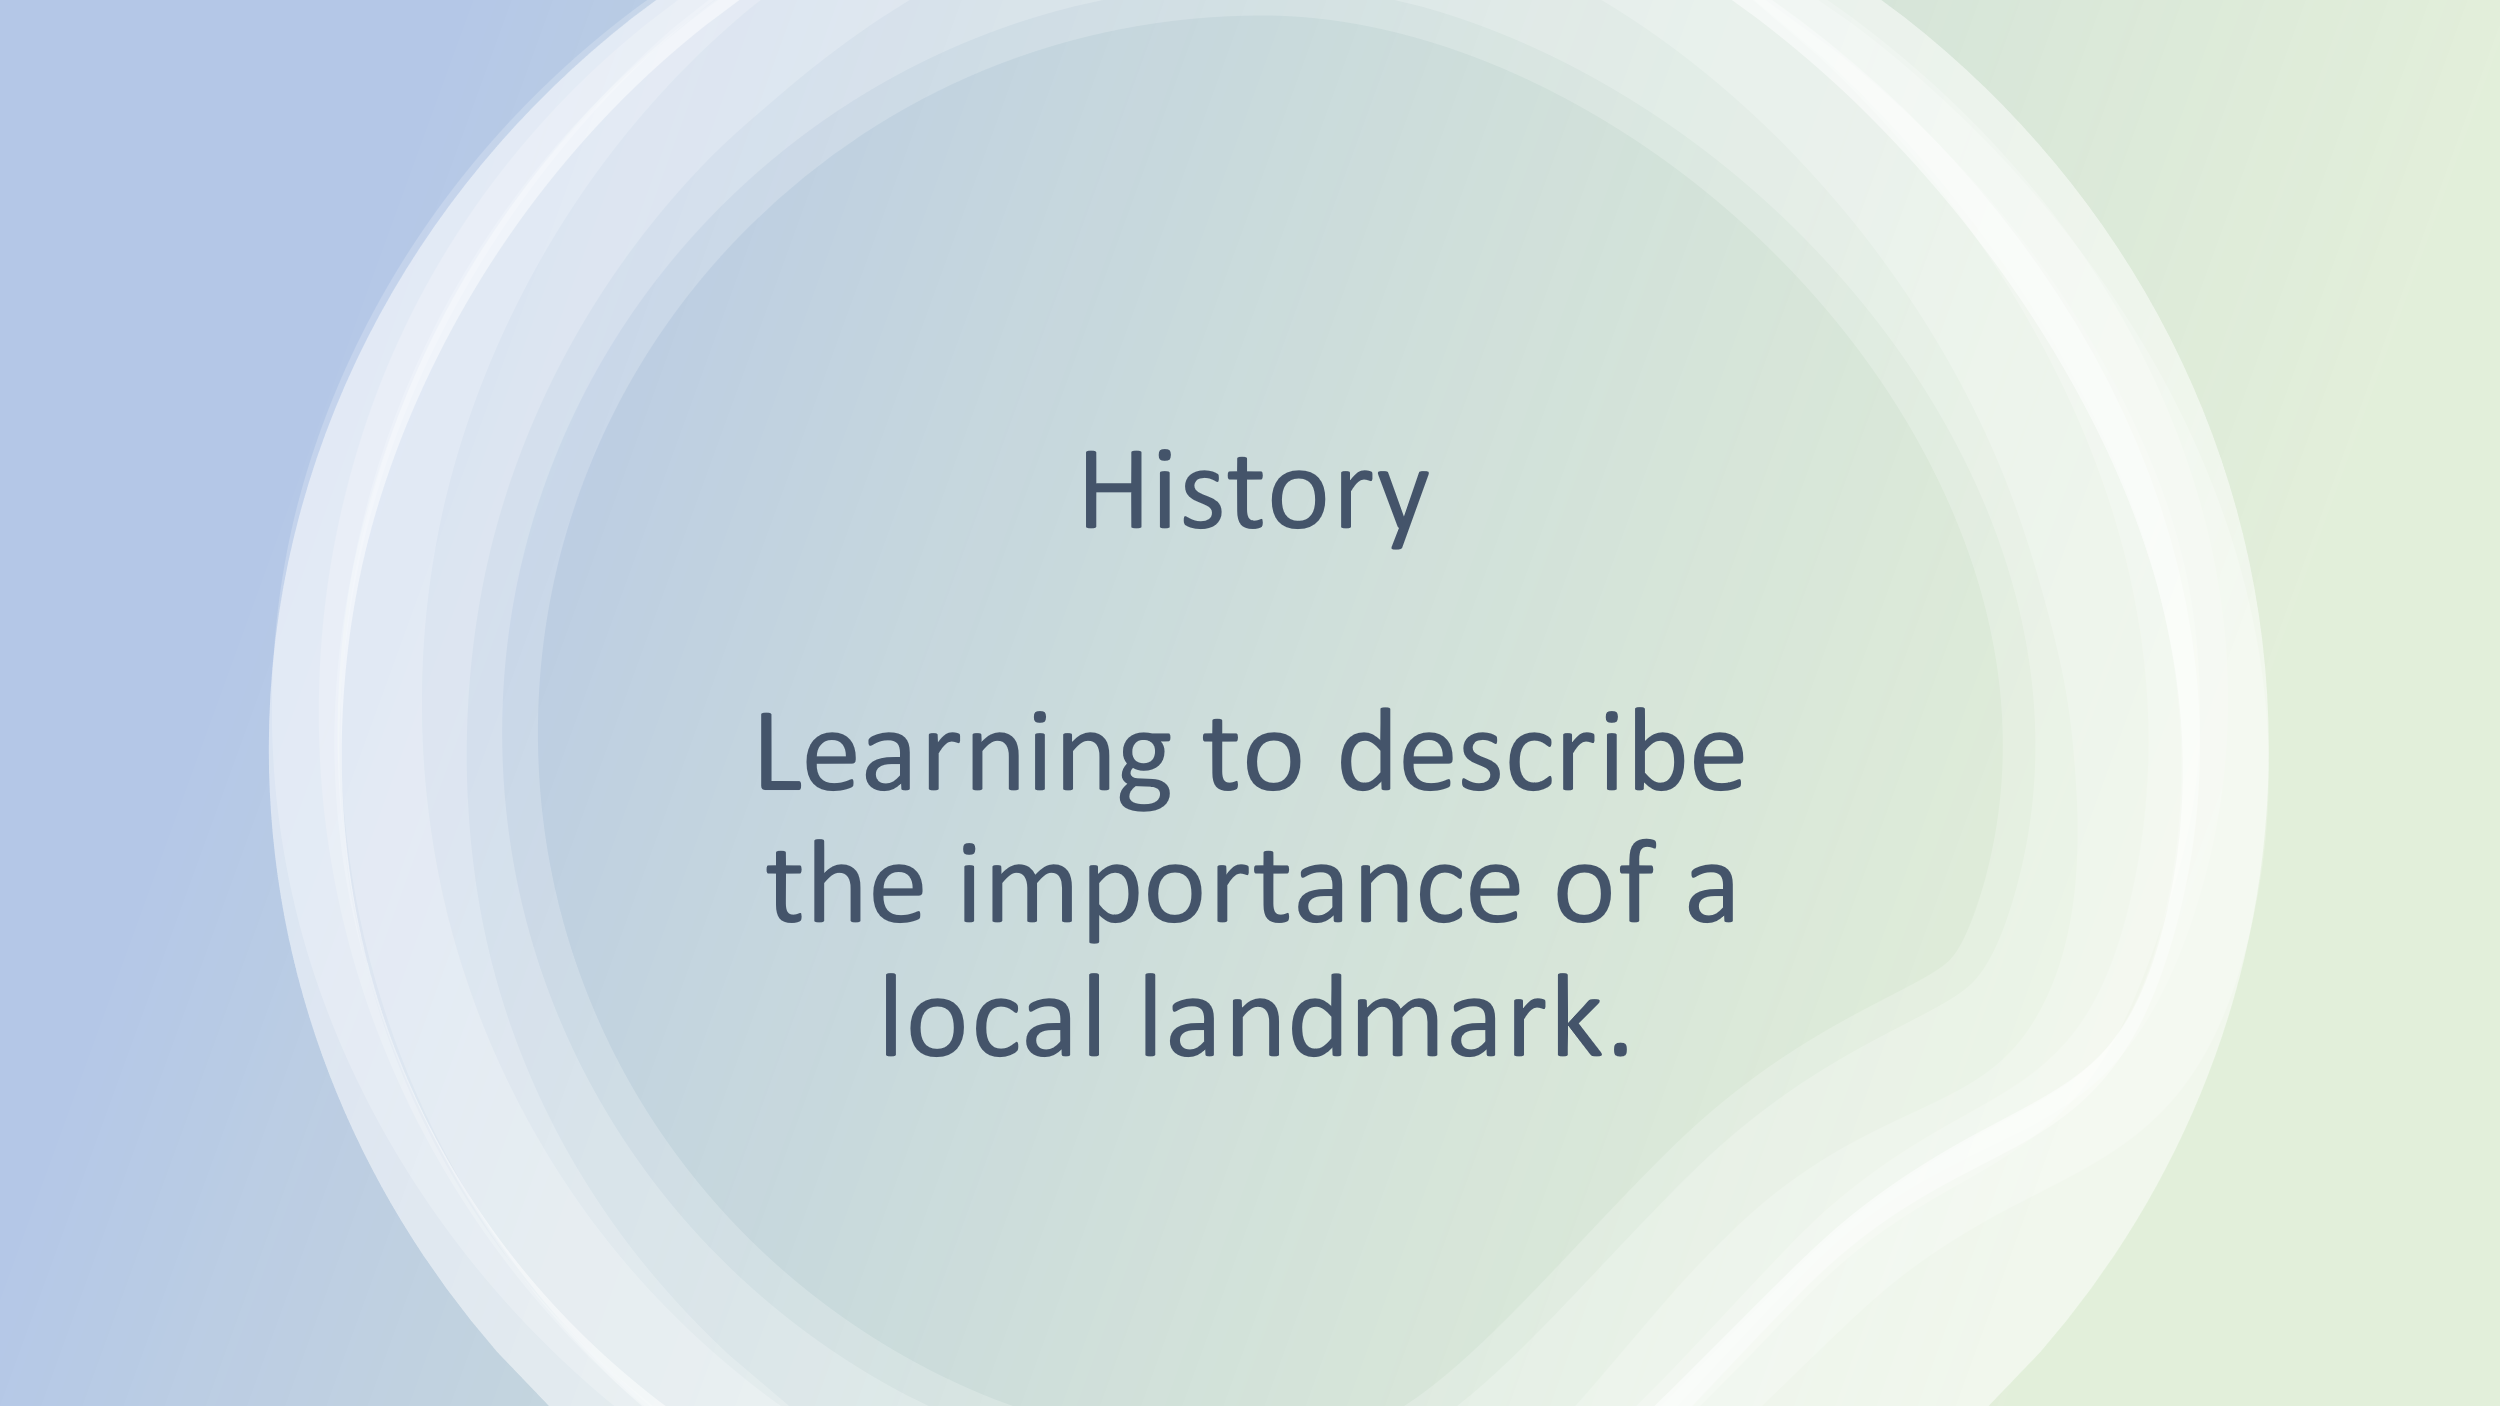 History
Learning to describe
the importance of a
local landmark.